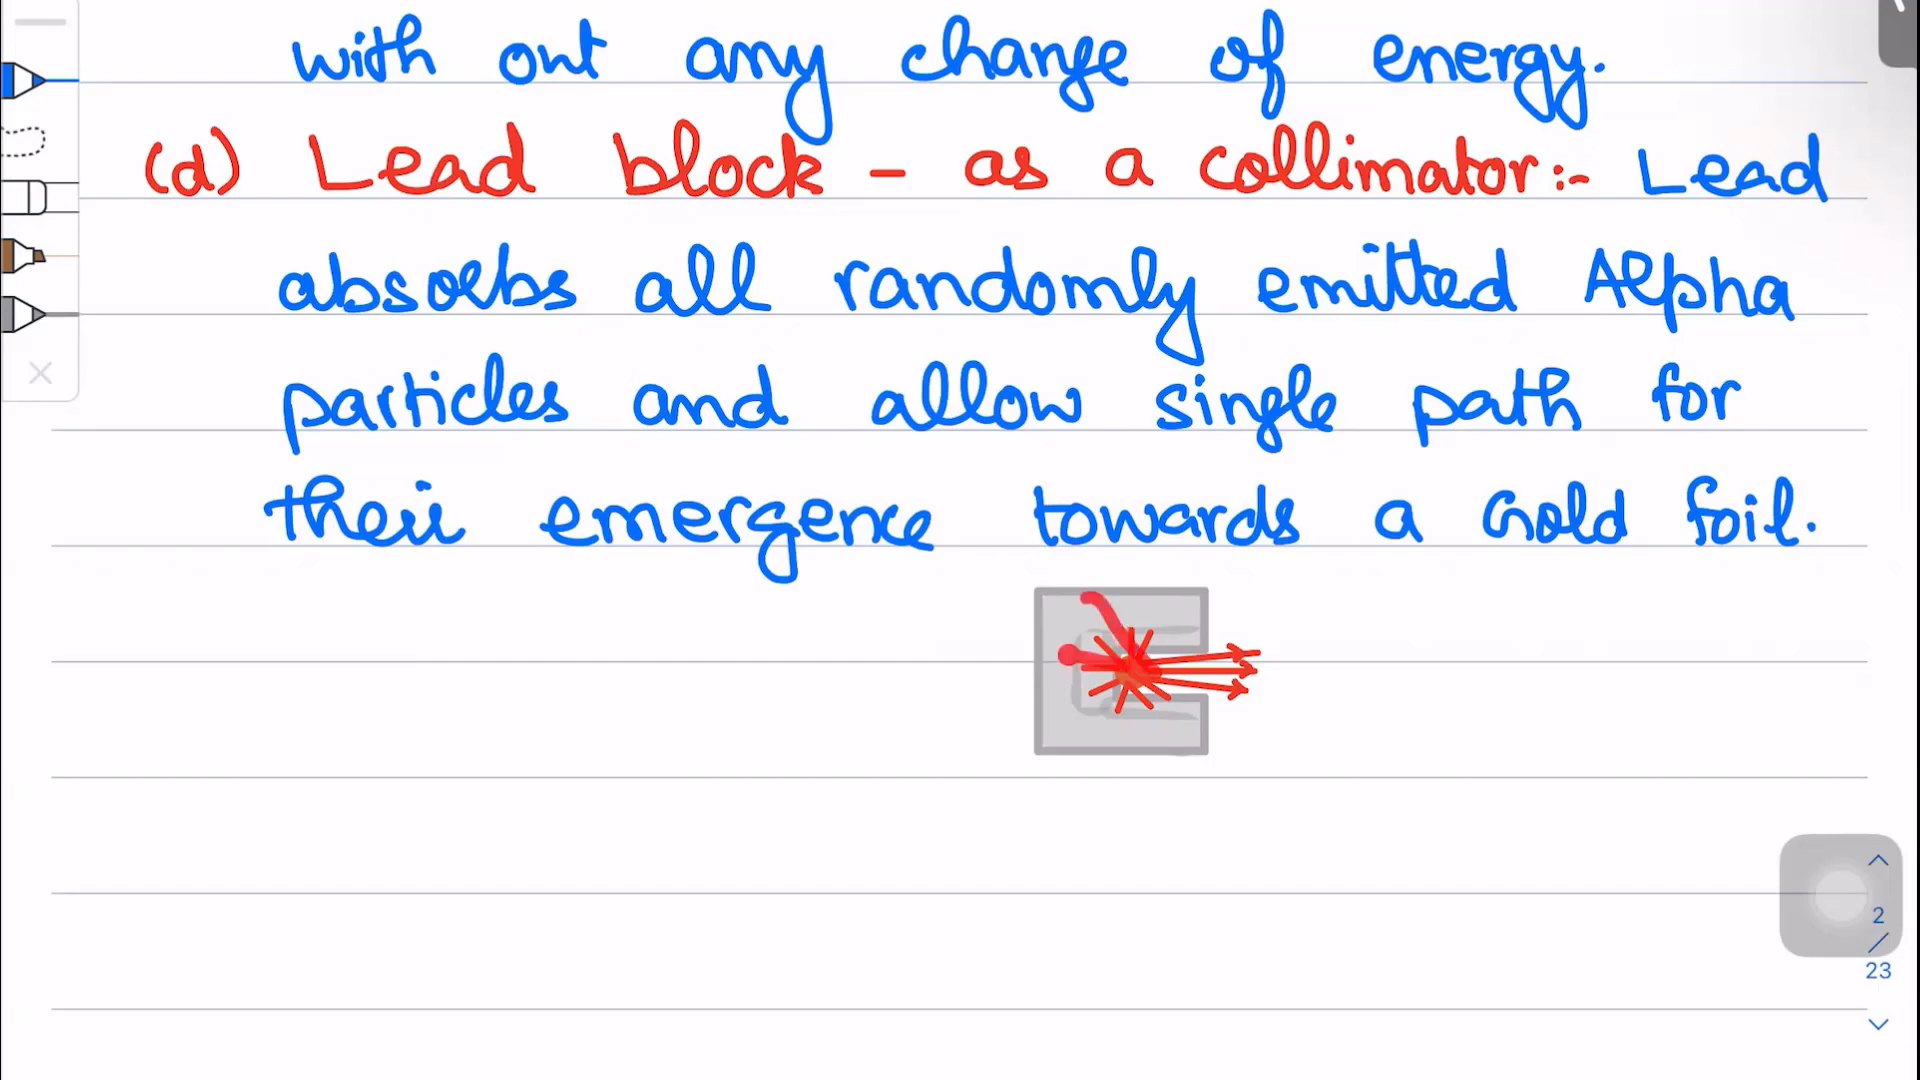 with out any change of energy.
(d) Lead block - as a collimator:- Lead
absorbs all randomly emitted Alpha
particles and allow single path for
their emergence towards a Gold foil.
2
/
23